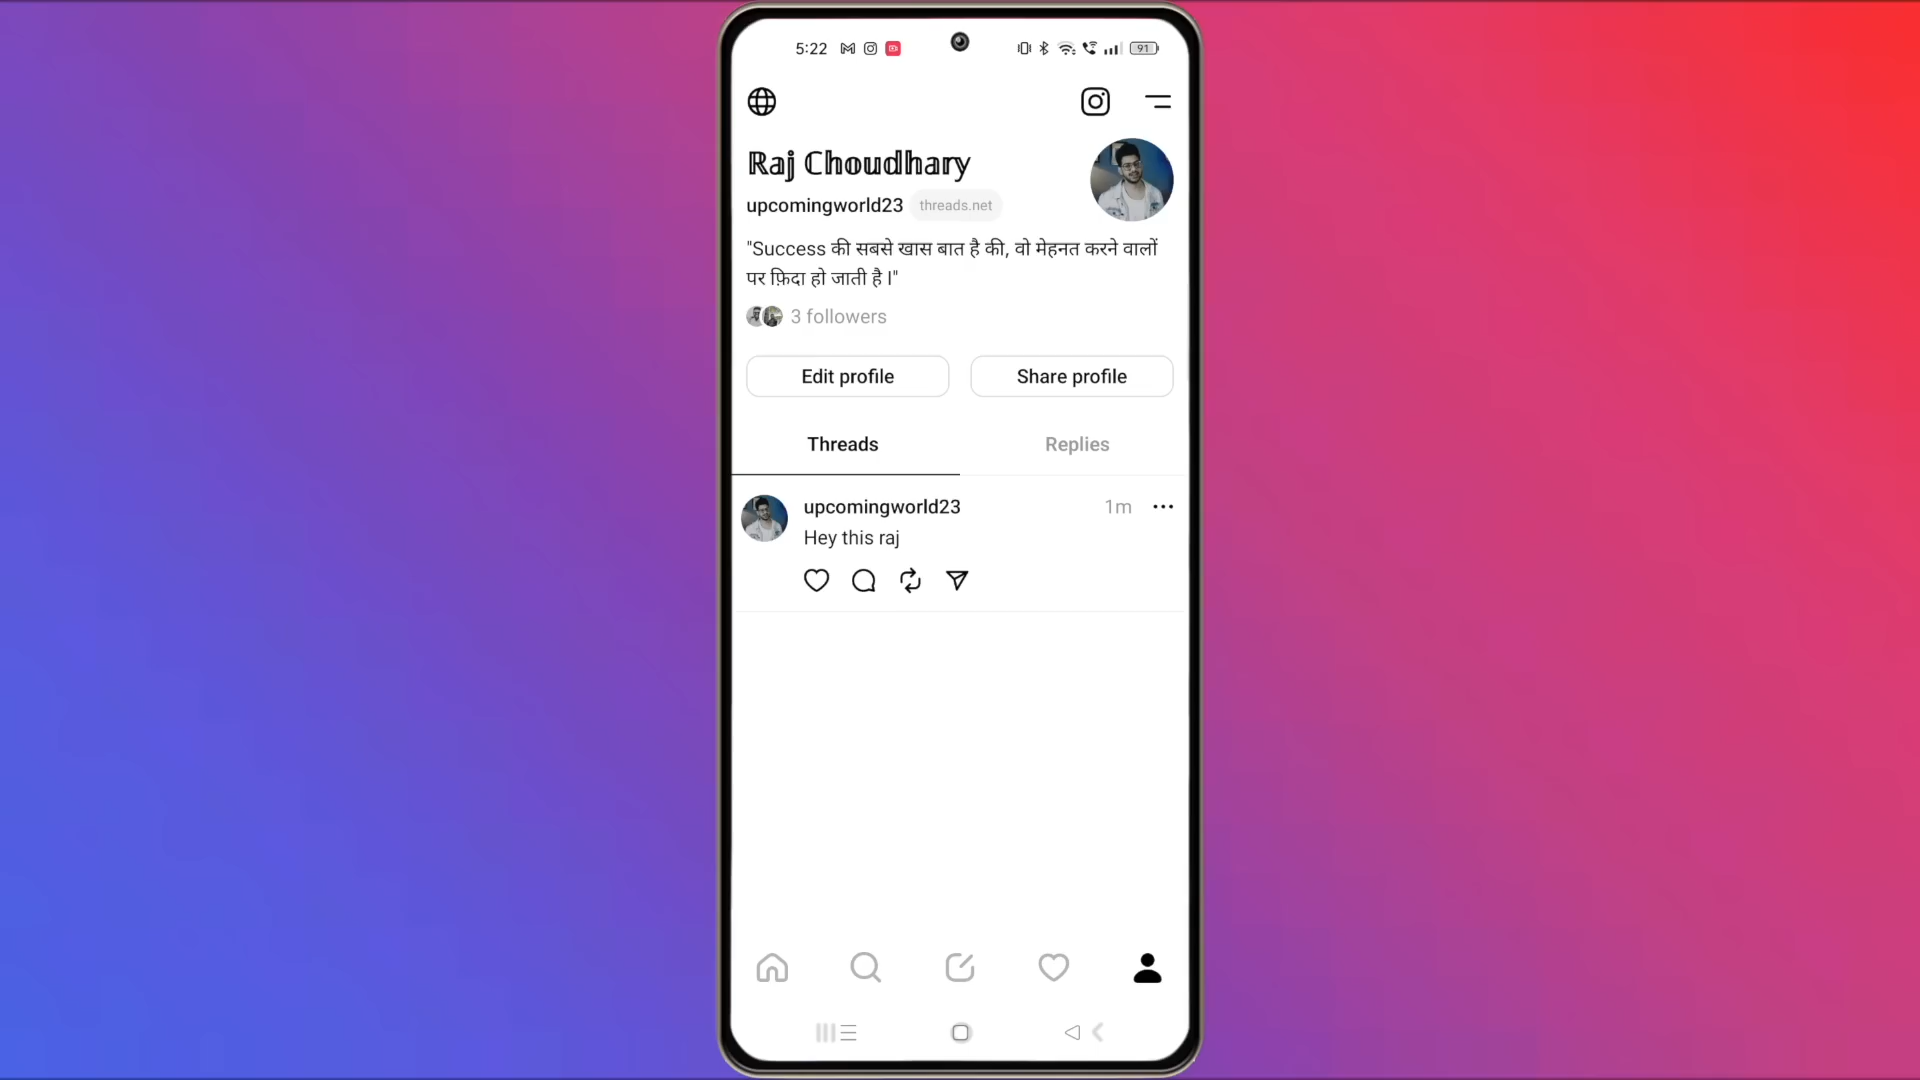 5:22
91
ℝ𝕒𝕛 ℂ𝕙𝕠𝕦𝕕𝕙𝕒𝕣𝕪
upcomingworld23 threads.net
"Success की सबसे खास बात है की, वो मेहनत करने वालों
पर फ़िदा हो जाती है l"
3 followers
Edit profile Share profile
Threads Replies
upcomingworld23 1m
Hey this raj